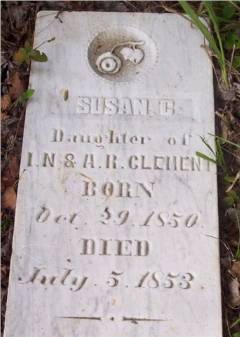 SUSAN C
Daughter of
I. N & A. R. CLEMENT
BORN
Oct. 29. 1850.
DIED
July. 5. 1853.